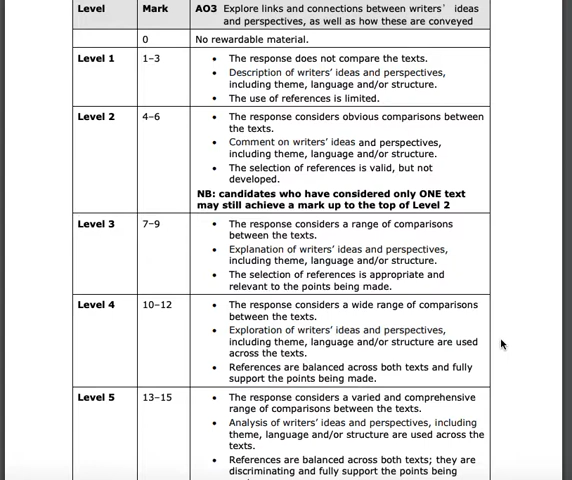 Level Mark AO3 Explore links and connections between writers' ideas
and perspectives, as well as how these are conveyed
0 No rewardable material.
Level 1 1–3 • The response does not compare the texts.
• Description of writers' ideas and perspectives,
including theme, language and/or structure.
• The use of references is limited.
Level 2 4–6 • The response considers obvious comparisons between
the texts.
• Comment on writers' ideas and perspectives,
including theme, language and/or structure.
• The selection of references is valid, but not
developed.
NB: candidates who have considered only ONE text
may still achieve a mark up to the top of Level 2
Level 3 7–9 • The response considers a range of comparisons
between the texts.
• Explanation of writers' ideas and perspectives,
including theme, language and/or structure.
• The selection of references is appropriate and
relevant to the points being made.
Level 4 10–12 • The response considers a wide range of comparisons
between the texts.
• Exploration of writers' ideas and perspectives,
including theme, language and/or structure are used
across the texts.
• References are balanced across both texts and fully
support the points being made.
Level 5 13–15 • The response considers a varied and comprehensive
range of comparisons between the texts.
• Analysis of writers' ideas and perspectives, including
theme, language and/or structure are used across the
texts.
• References are balanced across both texts; they are
discriminating and fully support the points being